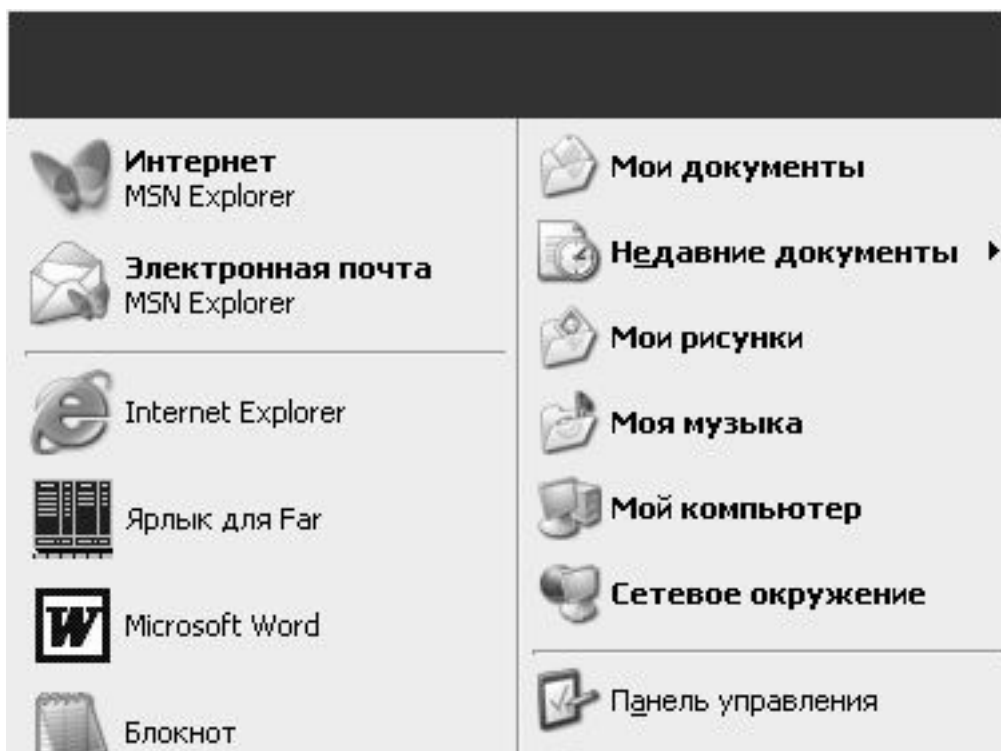 Интернет
MSN Explorer
Электронная почта
MSN Explorer
Internet Explorer
Ярлык для Far
W
Microsoft Word
Блокнот
Мои документы
Недавние документы
Мои рисунки
Моя музыка
Мой компьютер
Сетевое окружение
Панель управления